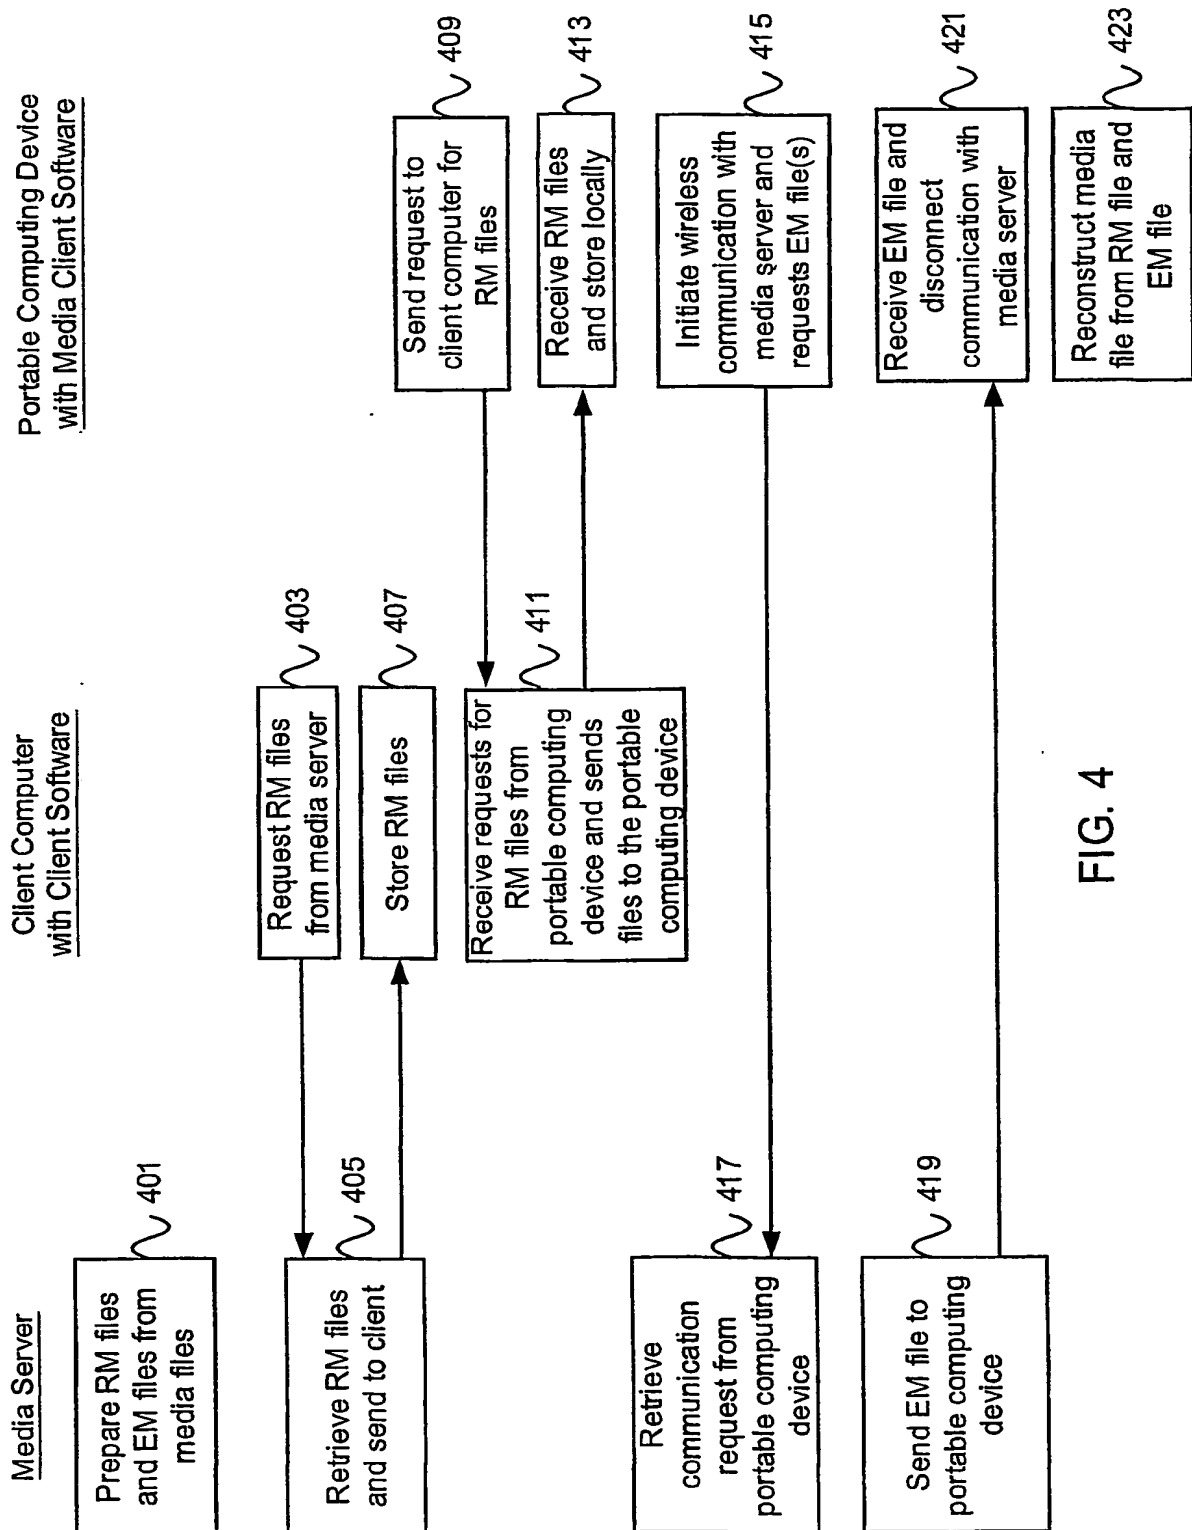 Media Server
Client Computer
with Client Software
Portable Computing Device
with Media Client Software
Prepare RM files
and EM files from
media files
401
Request RM files
from media server
403
Retrieve RM files
and send to client
405
Store RM files
407
Send request to
client computer for
RM files
409
Receive requests for
RM files from
portable computing
device and sends
files to the portable
computing device
411
Receive RM files
and store locally
413
Initiate wireless
communication with
media server and
requests EM file(s)
415
Retrieve
communication
request from
portable computing
device
417
Send EM file to
portable computing
device
419
Receive EM file and
disconnect
communication with
media server
421
Reconstruct media
file from RM file and
EM file
423
FIG. 4